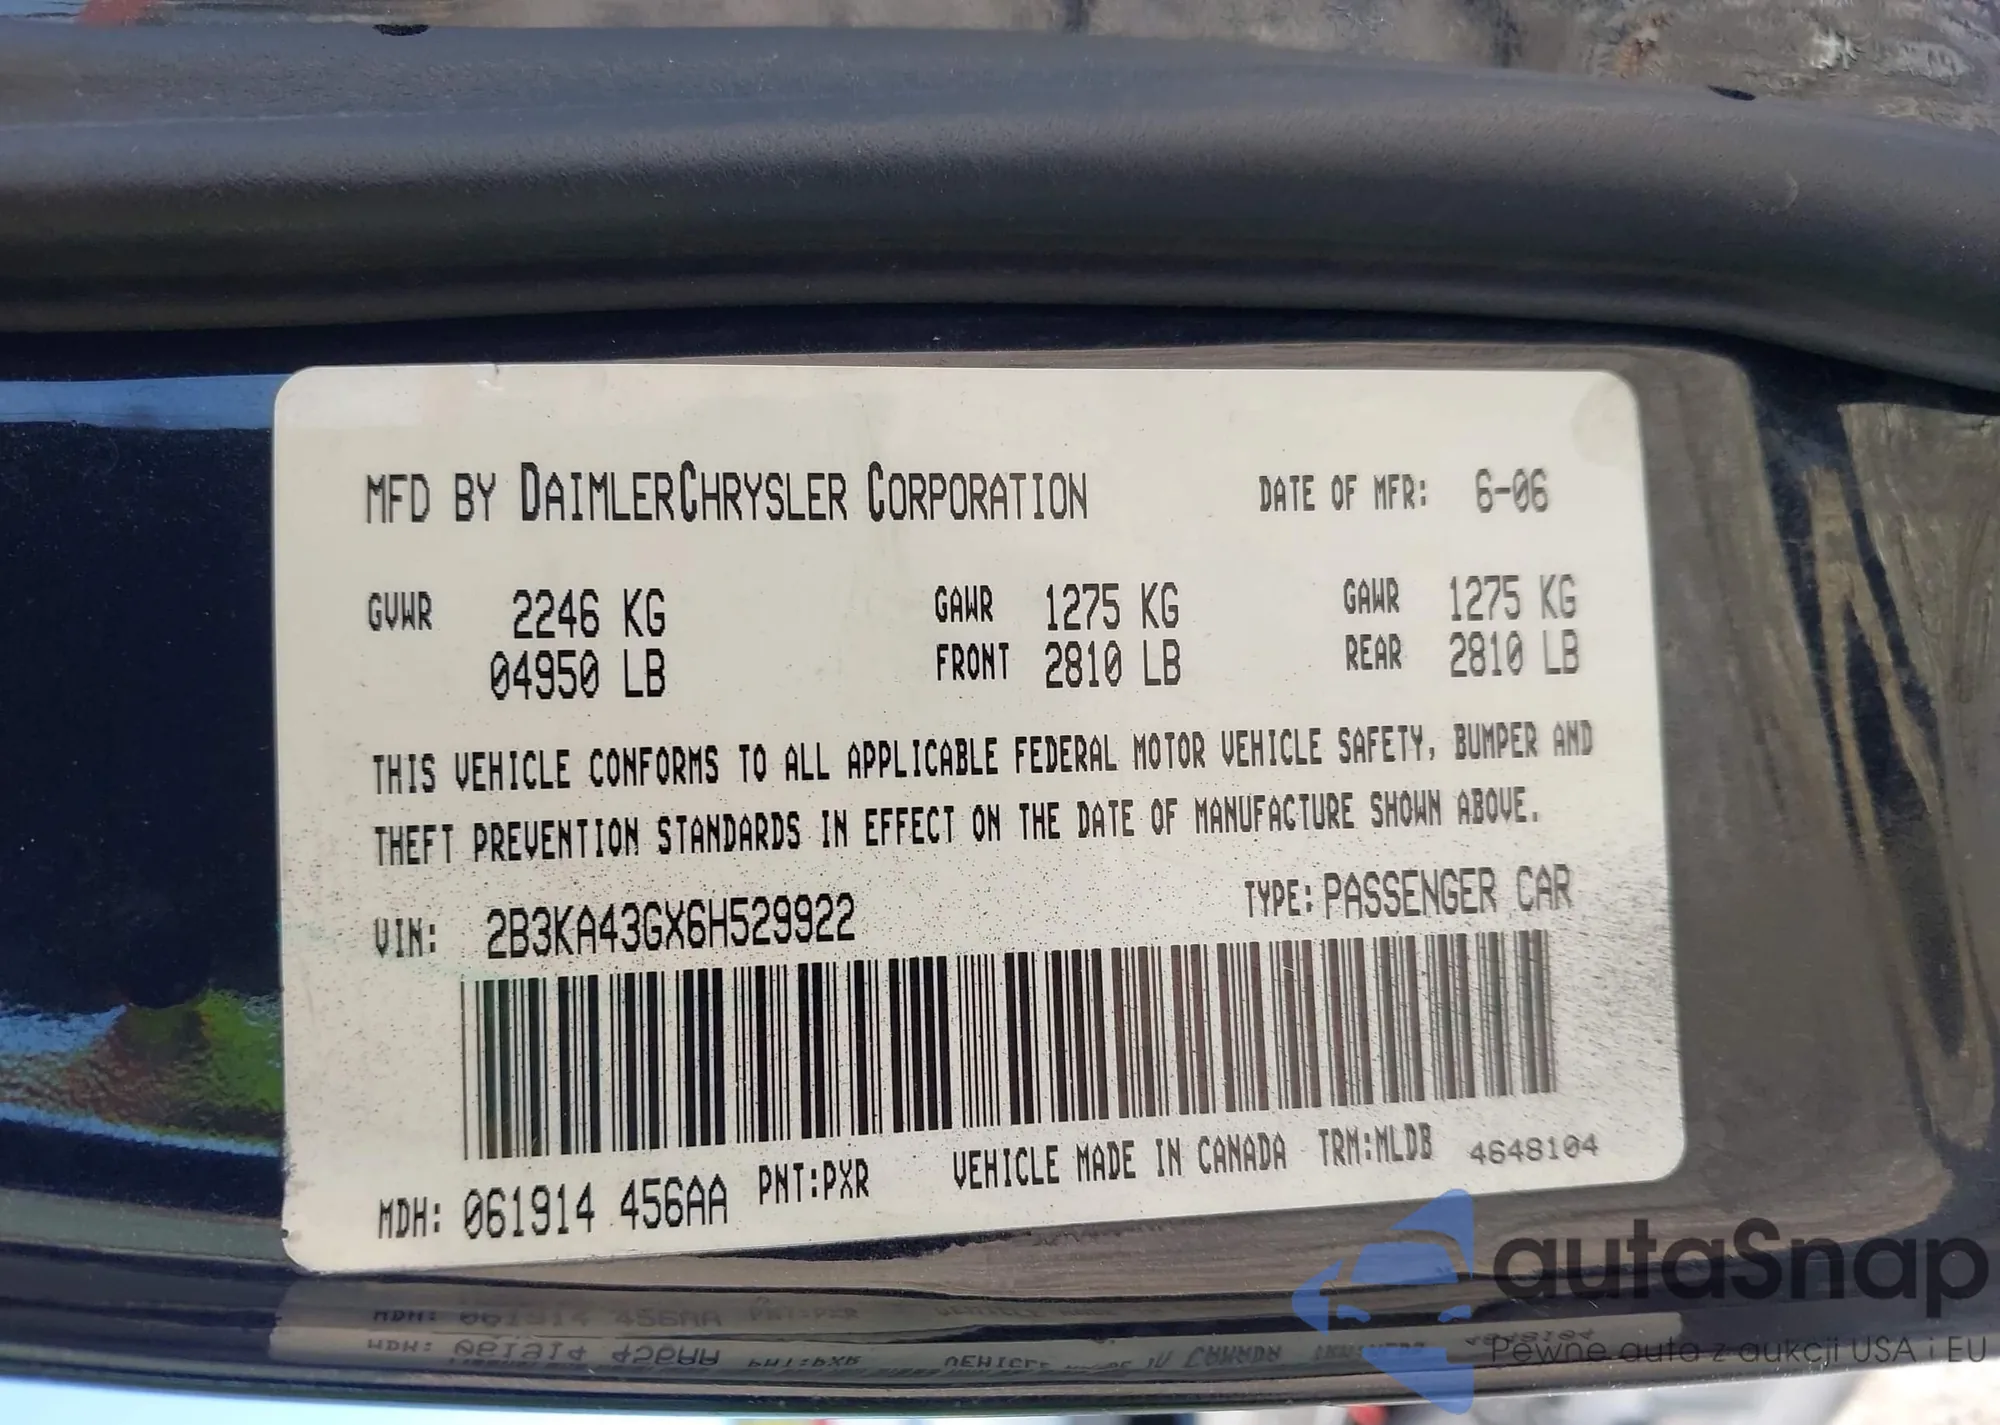 MFD BY DAIMLERCHRYSLER CORPORATION DATE OF MFR: 6-06
GVWR 2246 KG GAWR 1275 KG GAWR 1275 KG
04950 LB FRONT 2810 LB REAR 2810 LB
THIS VEHICLE CONFORMS TO ALL APPLICABLE FEDERAL MOTOR VEHICLE SAFETY, BUMPER AND
THEFT PREVENTION STANDARDS IN EFFECT ON THE DATE OF MANUFACTURE SHOWN ABOVE.
VIN: 2B3KA43GX6H529922 TYPE: PASSENGER CAR
MDH: 061914 456AA PNT:PXR VEHICLE MADE IN CANADA TRM:MLDB 4648104
autaSnap
Pewne auta z aukcji USA i EU